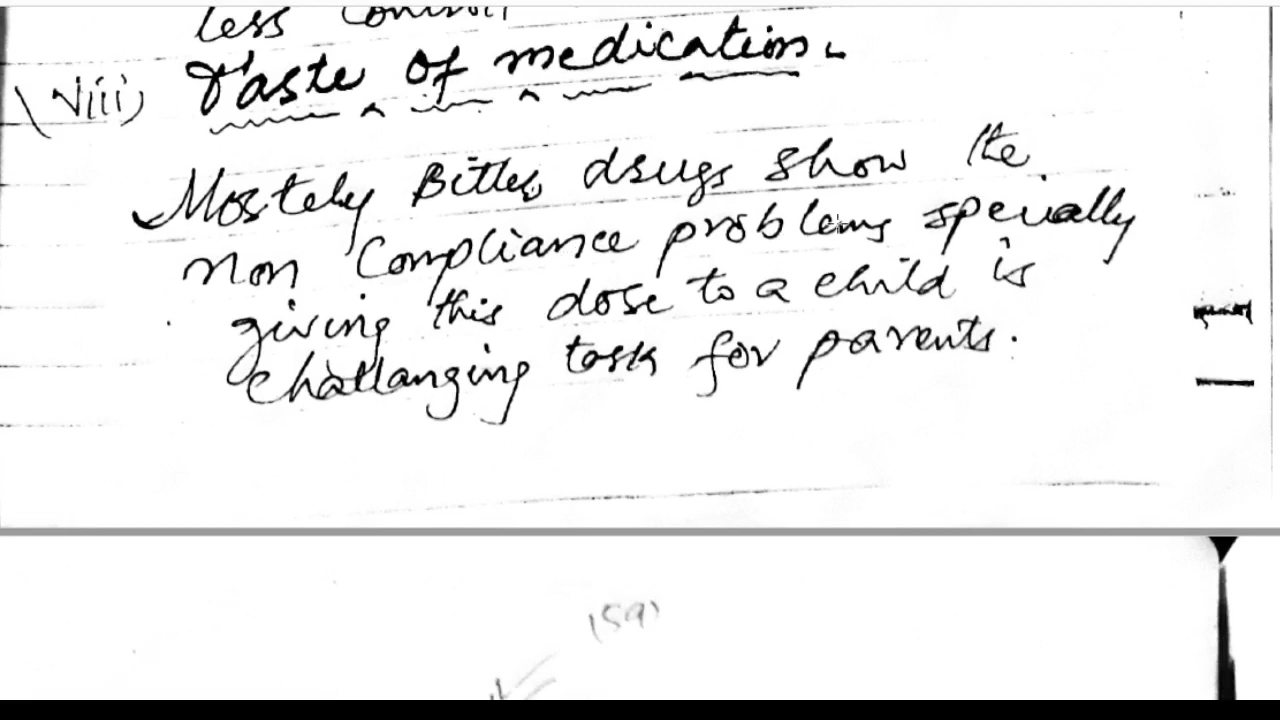 less control
(viii) Taste of medication.
Mostely Bitter drugs show the
non Compliance problems specially
giving this dose to a child is
challanging task for parents.
(59)